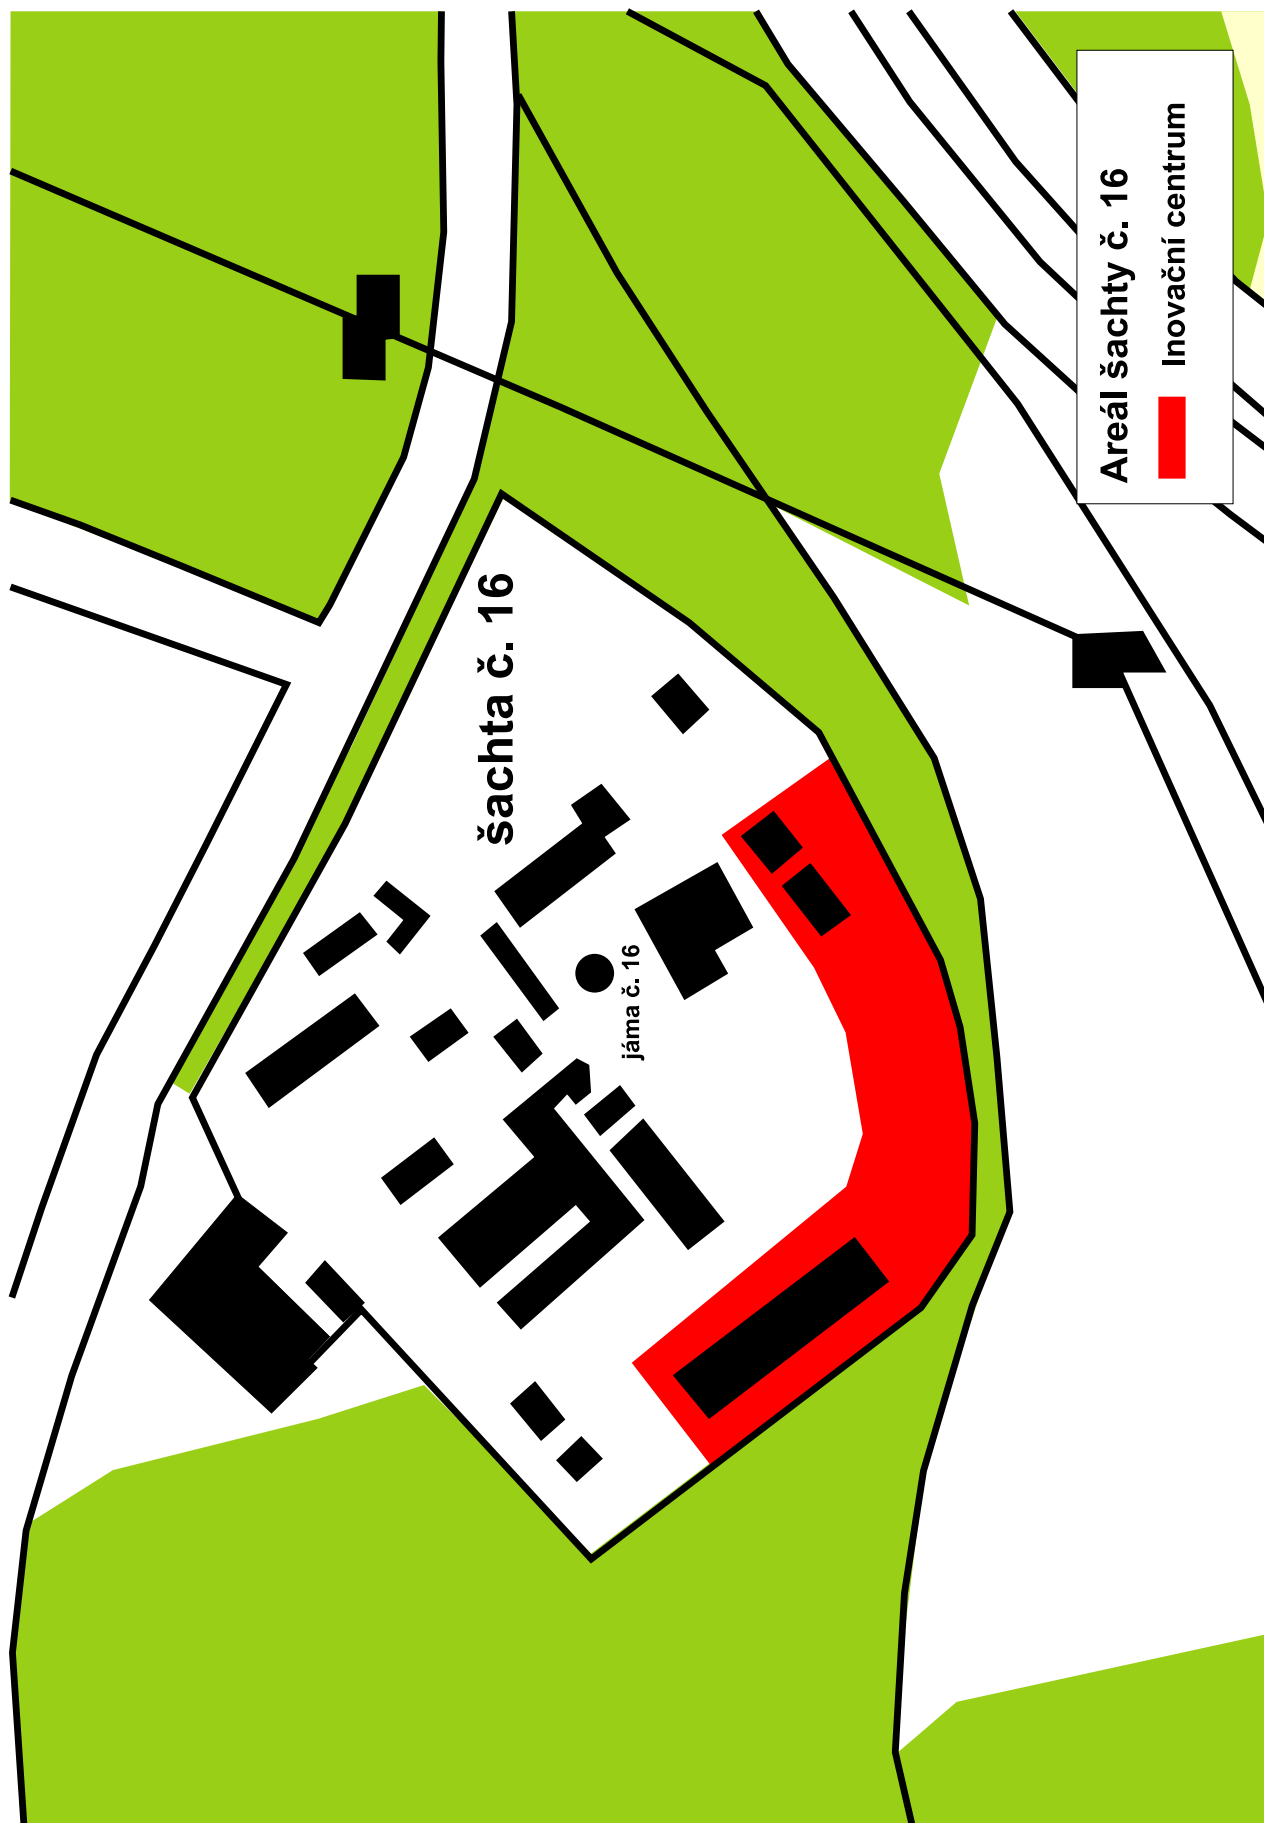 šachta č. 16
jáma č. 16
Areál šachty č. 16
Inovační centrum